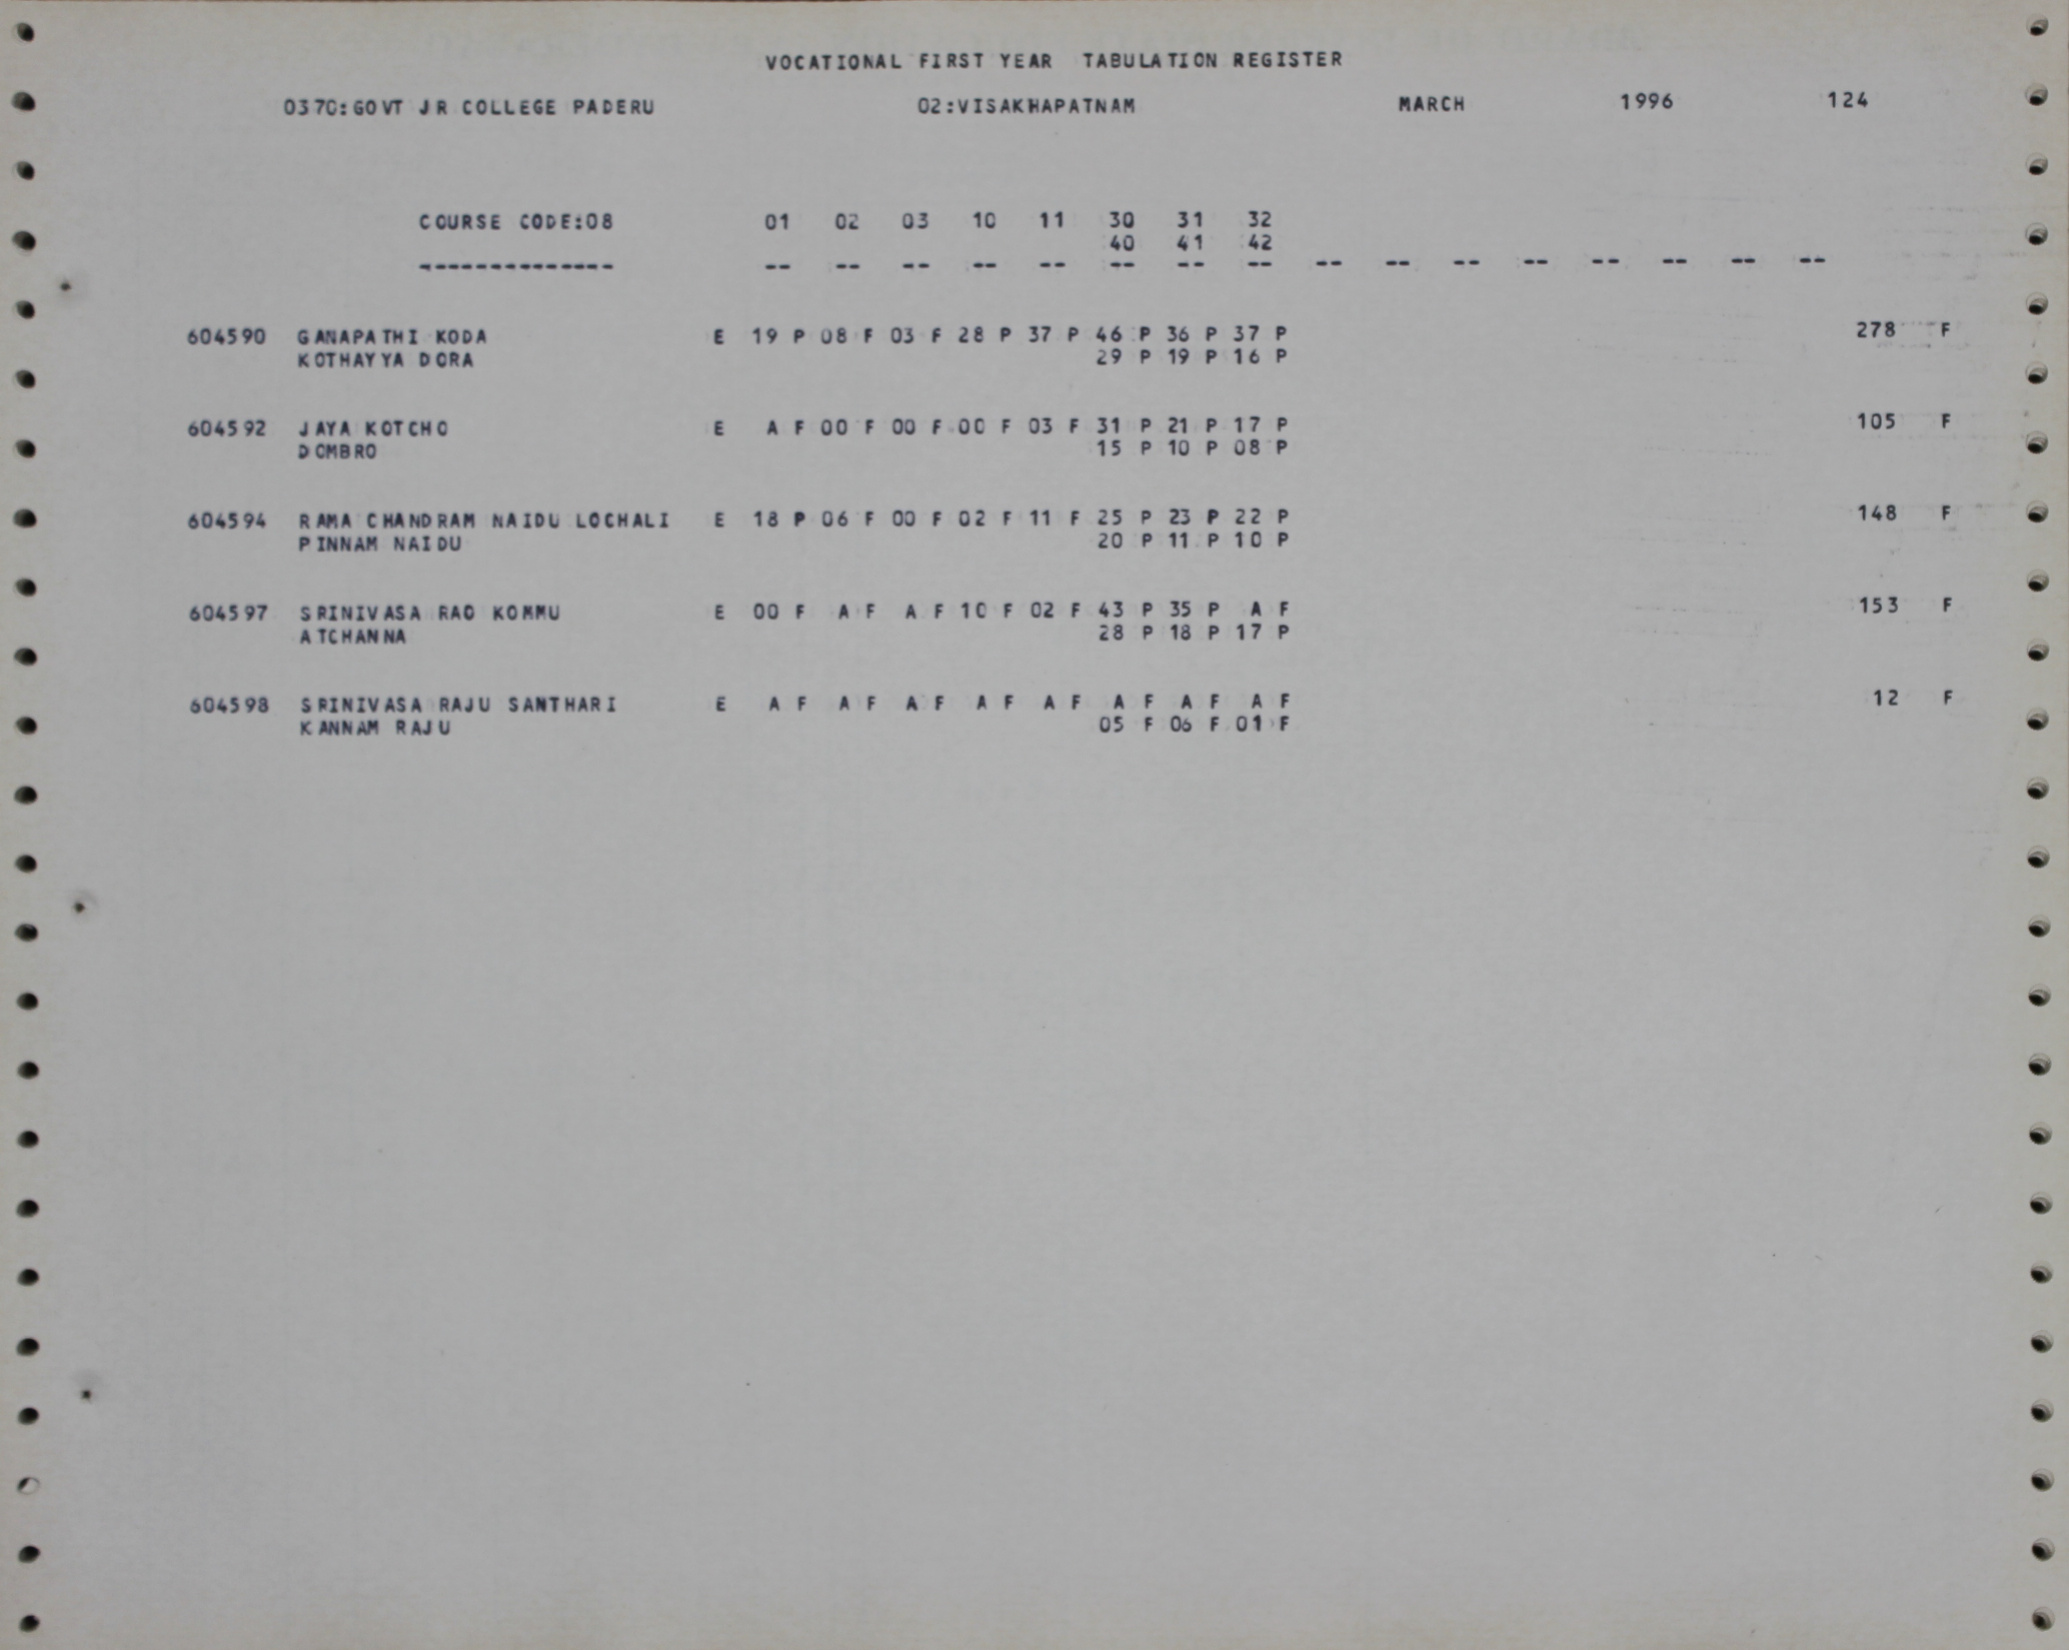 VOCATIONAL FIRST YEAR TABULATION REGISTER
0370:GOVT JR COLLEGE PADERU 02:VISAKHAPATNAM MARCH 1996 124
COURSE CODE:08 01 02 03 10 11 30 31 32
40 41 42
-------------- -- -- -- -- -- -- -- -- -- -- -- -- -- -- -- --
604590 GANAPATHI KODA E 19 P 08 F 03 F 28 P 37 P 46 P 36 P 37 P 278 F
KOTHAYYA DORA 29 P 19 P 16 P
604592 JAYA KOTCHO E A F 00 F 00 F 00 F 03 F 31 P 21 P 17 P 105 F
DOMBRO 15 P 10 P 08 P
604594 RAMA CHANDRAM NAIDU LOCHALI E 18 P 06 F 00 F 02 F 11 F 25 P 23 P 22 P 148 F
PINNAM NAIDU 20 P 11 P 10 P
604597 SRINIVASA RAO KOMMU E 00 F A F A F 10 F 02 F 43 P 35 P A F 153 F
ATCHANNA 28 P 18 P 17 P
604598 SRINIVASA RAJU SANTHARI E A F A F A F A F A F A F A F A F 12 F
KANNAM RAJU 05 F 06 F 01 F